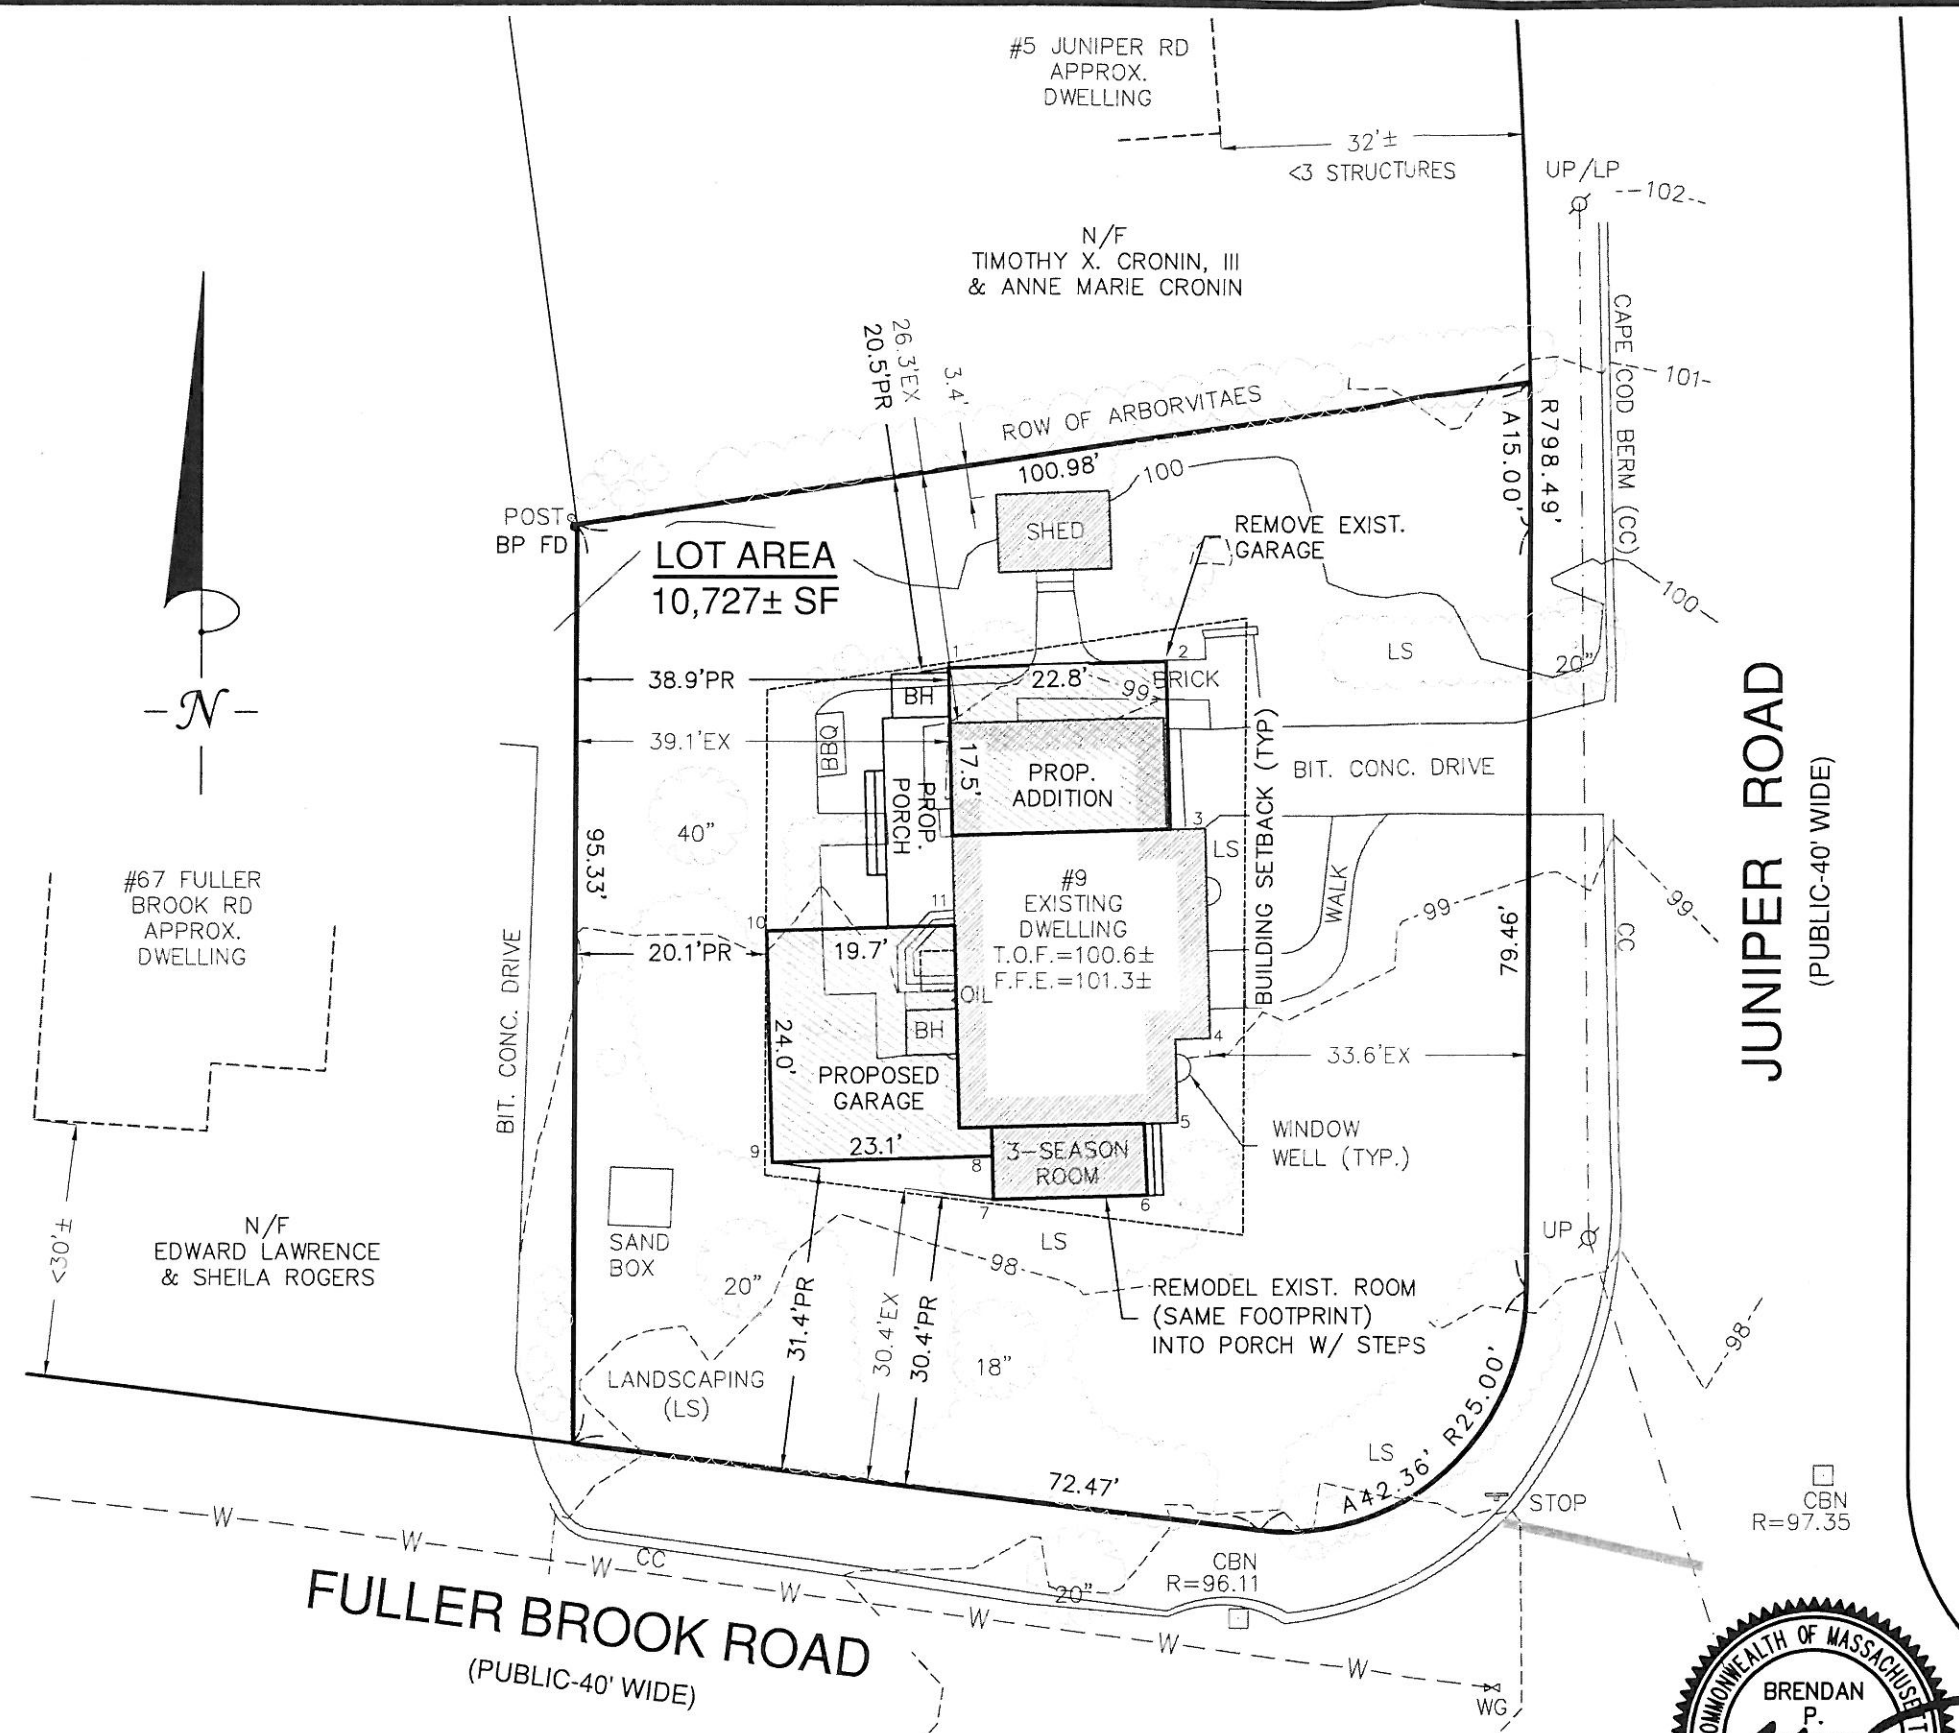 #5 JUNIPER RD
APPROX.
DWELLING
32'±
<3 STRUCTURES
UP/LP
102
N/F
TIMOTHY X. CRONIN, III
& ANNE MARIE CRONIN
CAPE COD BERM (CC)
101
20.5'PR
26.3'EX
3.4'
ROW OF ARBORVITAES
100.98'
100
R798.49'
A15.00'
POST
BP FD
LOT AREA
10,727± SF
SHED
REMOVE EXIST.
GARAGE
100
LS
20"
-N-
38.9'PR
1
2
22.8'
99
BRICK
BH
BBQ
39.1'EX
17.5'
PROP.
ADDITION
PROP.
PORCH
BUILDING SETBACK (TYP)
BIT. CONC. DRIVE
JUNIPER ROAD
(PUBLIC-40' WIDE)
40"
95.33'
3
LS
WALK
#67 FULLER
BROOK RD
APPROX.
DWELLING
#9
EXISTING
DWELLING
T.O.F.=100.6±
F.F.E.=101.3±
11
10
99
99
CC
79.46'
20.1'PR
19.7'
OIL
BH
BIT. CONC. DRIVE
24.0'
4
33.6'EX
PROPOSED
GARAGE
23.1'
9
8
5
3-SEASON
ROOM
WINDOW
WELL (TYP.)
7
6
<30'±
N/F
EDWARD LAWRENCE
& SHEILA ROGERS
SAND
BOX
LS
UP
98
20"
REMODEL EXIST. ROOM
(SAME FOOTPRINT)
INTO PORCH W/ STEPS
31.4'PR
30.4'EX
30.4'PR
18"
98
LANDSCAPING
(LS)
R25.00'
LS
A42.36'
72.47'
STOP
CBN
R=97.35
W
W
W
W
W
W
W
CC
CBN
R=96.11
20"
FULLER BROOK ROAD
(PUBLIC-40' WIDE)
WG
COMMONWEALTH OF MASSACHUSETT
BRENDAN
P.